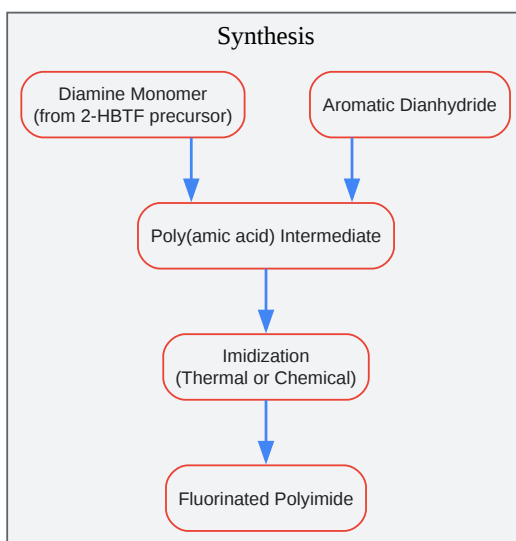 Synthesis
Diamine Monomer
(from 2-HBTF precursor)
Aromatic Dianhydride
Poly(amic acid) Intermediate
Imidization
(Thermal or Chemical)
Fluorinated Polyimide